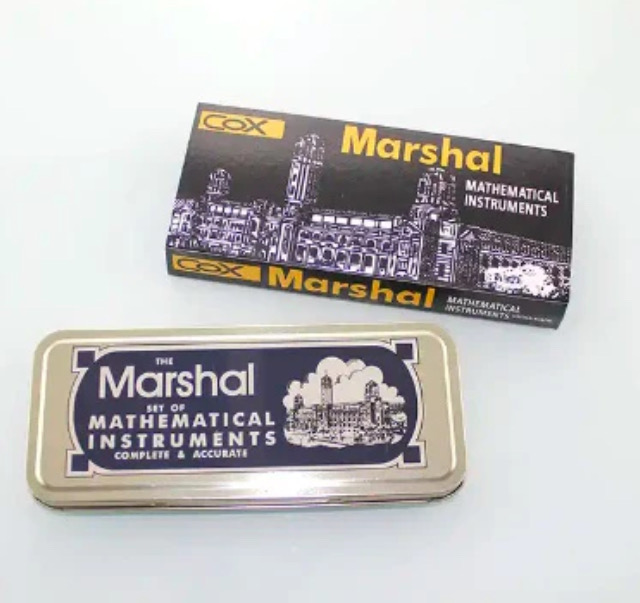 COX
Marshal
MATHEMATICAL
INSTRUMENTS
COX Marshal MATHEMATICAL
INSTRUMENTS
THE
Marshal
SET OF
MATHEMATICAL
INSTRUMENTS
COMPLETE & ACCURATE